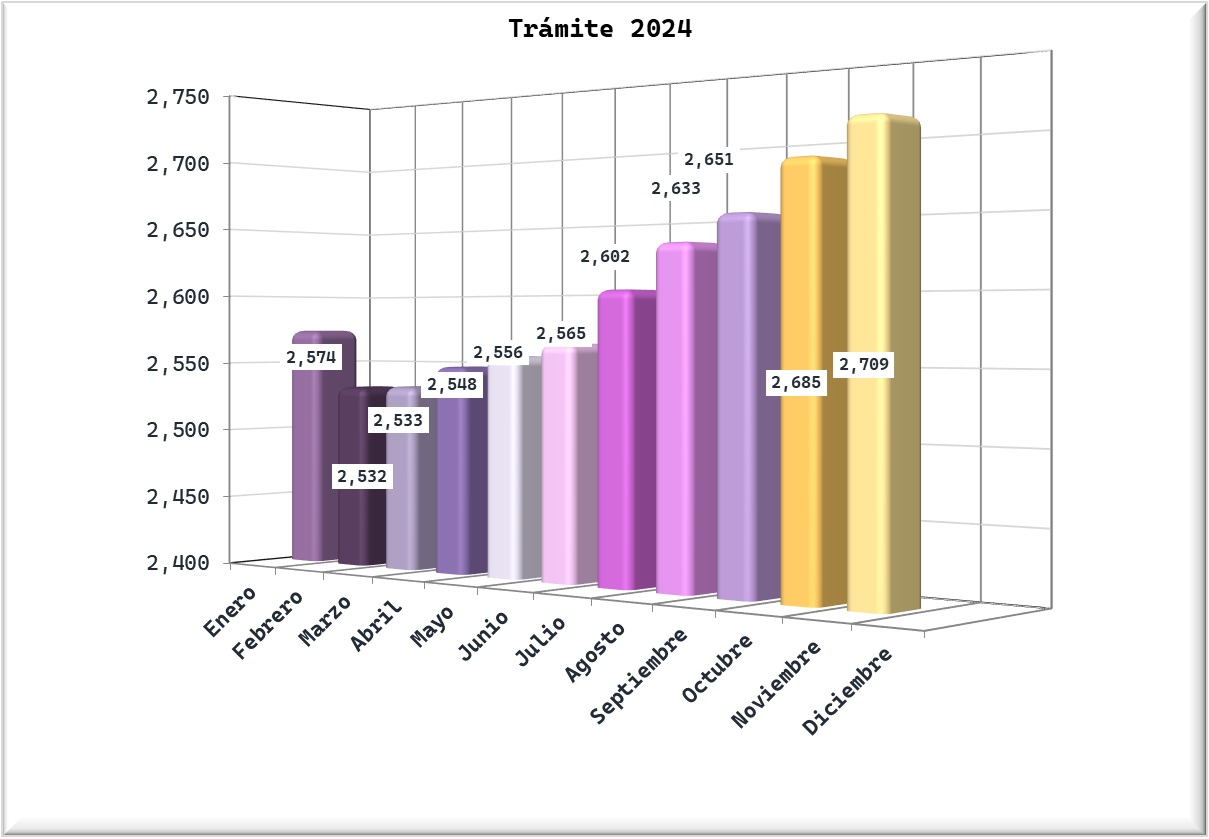 Trámite 2024
2,750
2,700
2,650
2,600
2,550
2,500
2,450
2,400
2,574
2,532
2,533
2,548
2,556
2,565
2,602
2,633
2,651
2,685
2,709
Enero
Febrero
Marzo
Abril
Mayo
Junio
Julio
Agosto
Septiembre
Octubre
Noviembre
Diciembre